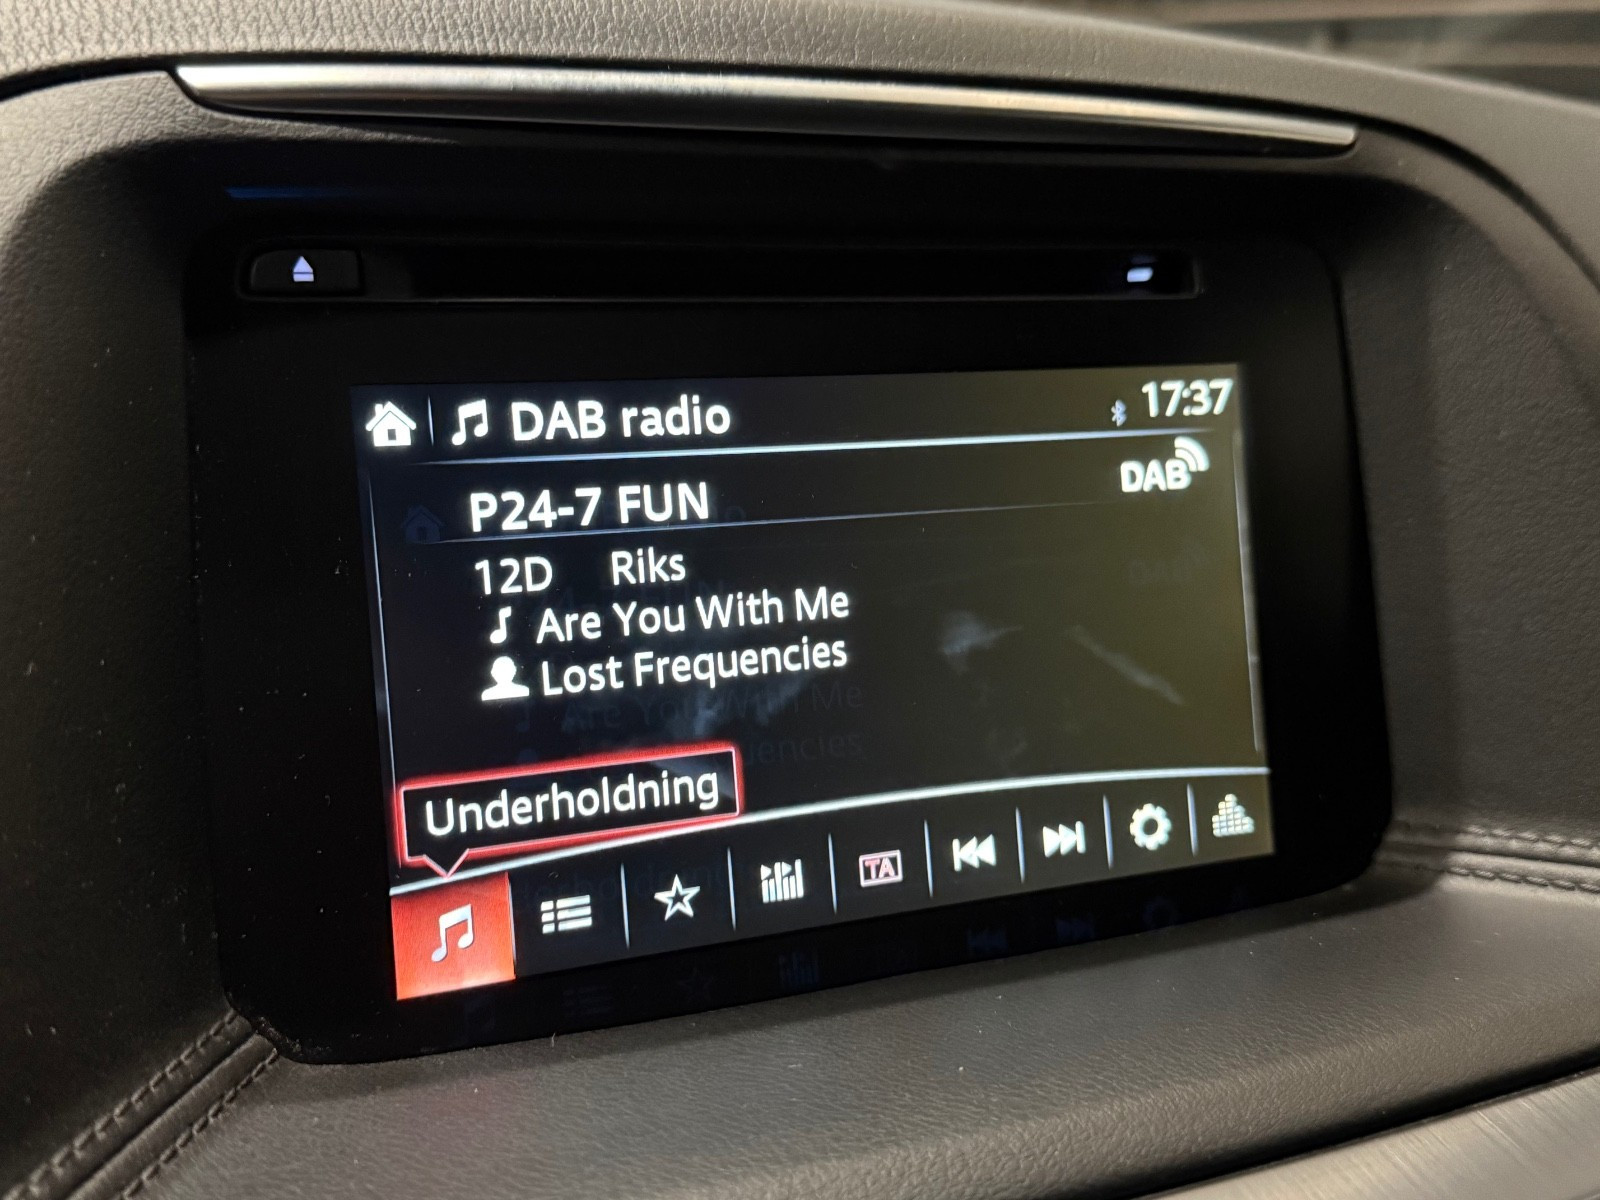 DAB radio
17:37
DAB
P24-7 FUN
12D Riks
Are You With Me
Lost Frequencies
Underholdning
TA